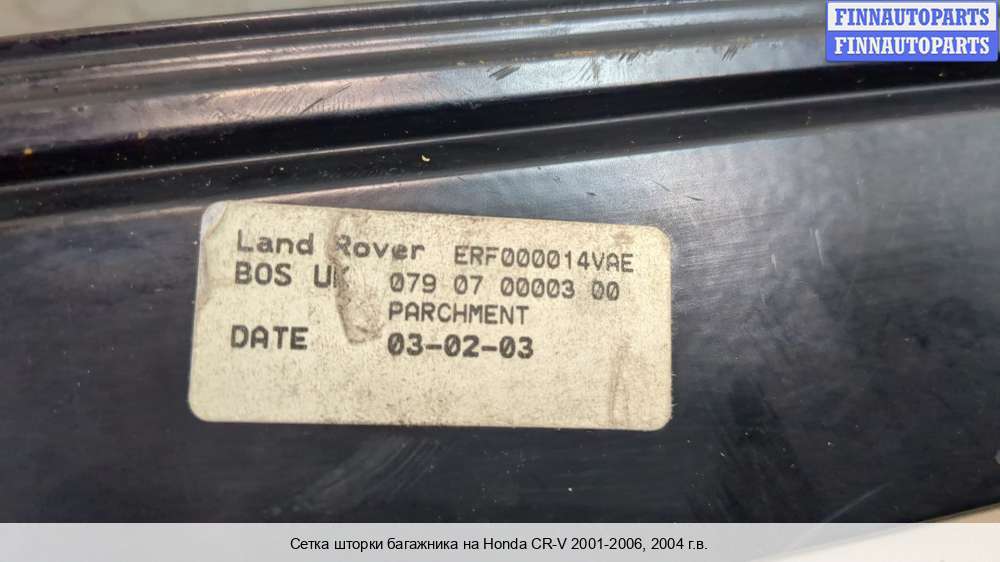 FINNAUTOPARTS
FINNAUTOPARTS
Land Rover ERF000014VAE
BOS UK 079 07 00003 00
PARCHMENT
DATE 03-02-03
Сетка шторки багажника на Honda CR-V 2001-2006, 2004 г.в.